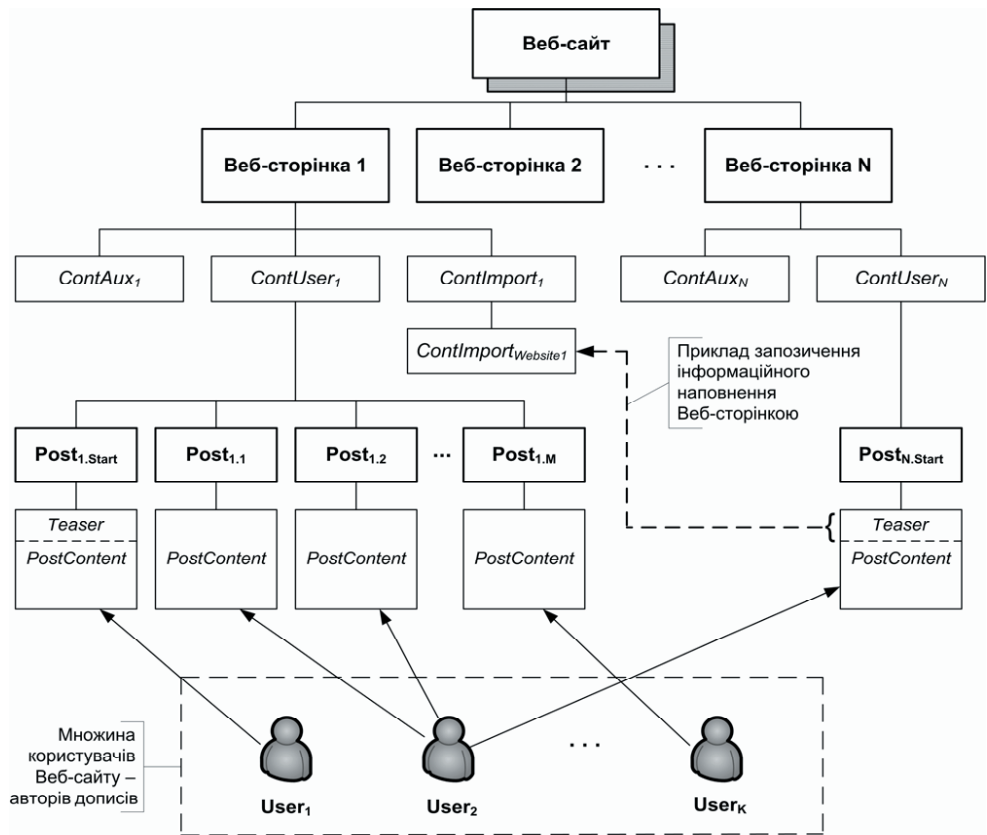 Веб-сайт
Веб-сторінка 1
Веб-сторінка 2
. . .
Веб-сторінка N
ContAux1
ContUser1
ContImport1
ContAuxN
ContUserN
ContImportWebsite1
Приклад запозичення
інформаційного
наповнення
Веб-сторінкою
Post1.Start
Post1.1
Post1.2
...
Post1.M
PostN.Start
Teaser
PostContent
PostContent
PostContent
PostContent
{
Teaser
PostContent
Множина
користувачів
Веб-сайту –
авторів дописів
User1
User2
. . .
UserK